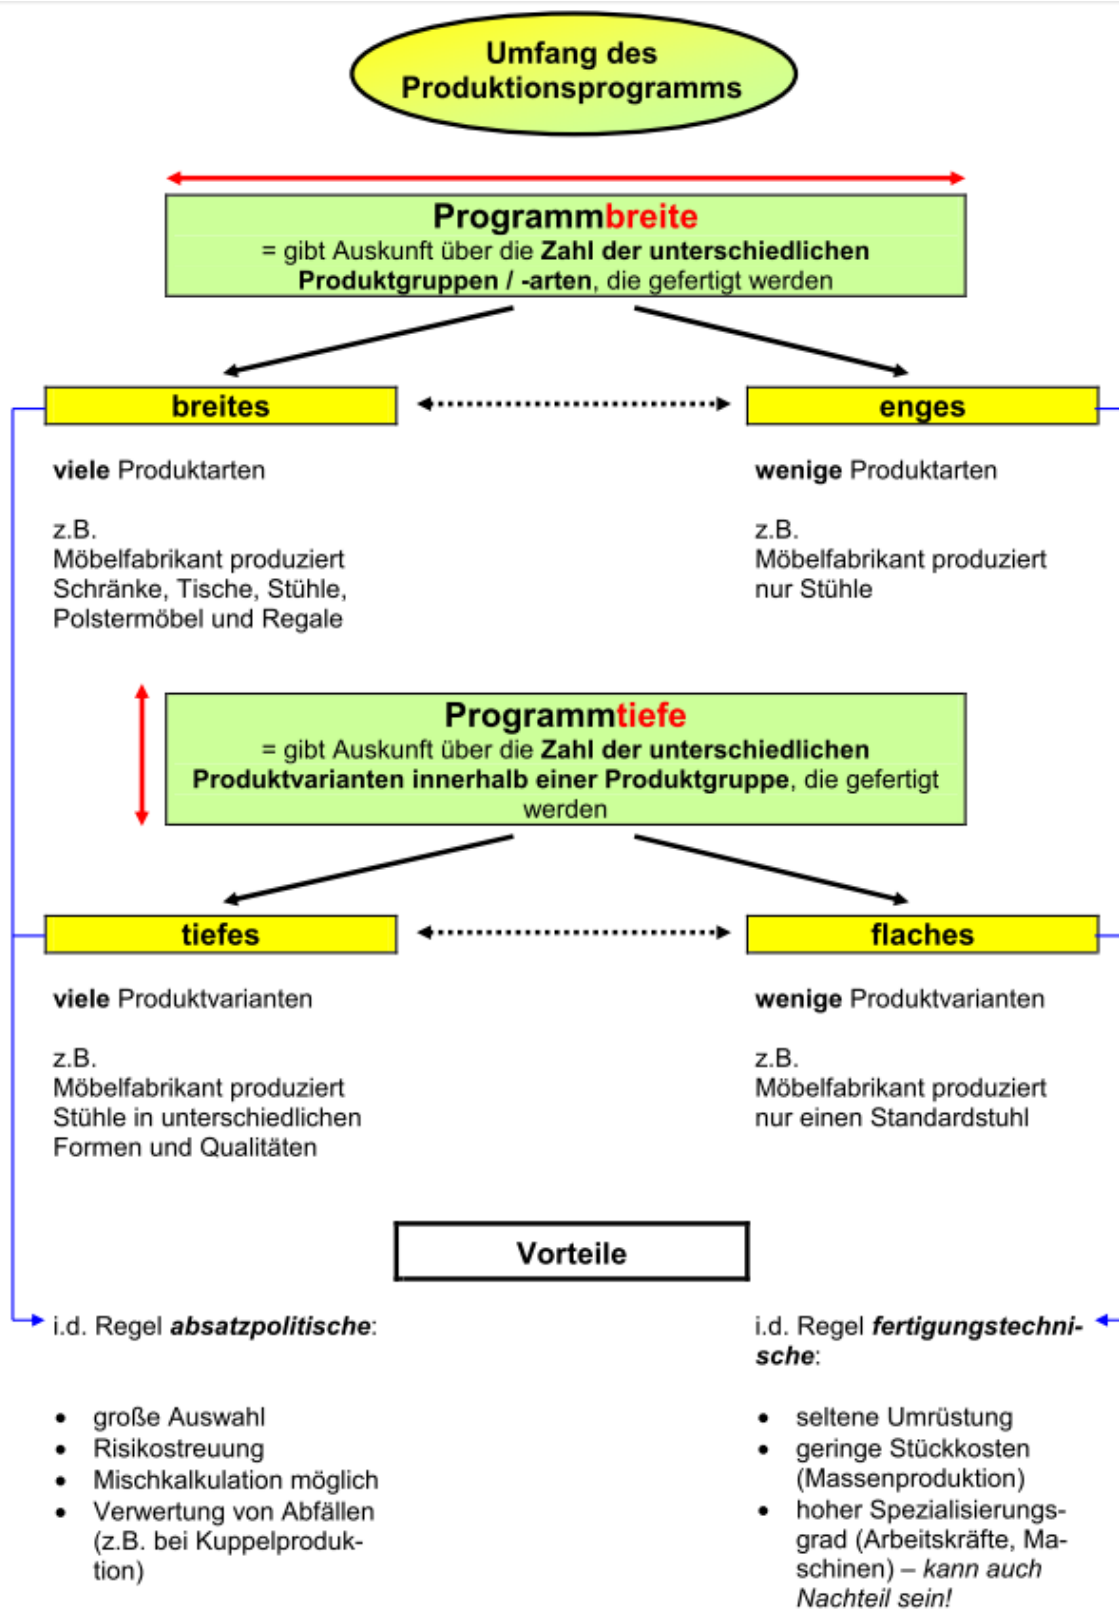 Umfang des
Produktionsprogramms
Programmbreite
= gibt Auskunft über die Zahl der unterschiedlichen
Produktgruppen / -arten, die gefertigt werden
breites
enges
viele Produktarten
z.B.
Möbelfabrikant produziert
Schränke, Tische, Stühle,
Polstermöbel und Regale
wenige Produktarten
z.B.
Möbelfabrikant produziert
nur Stühle
Programmtiefe
= gibt Auskunft über die Zahl der unterschiedlichen
Produktvarianten innerhalb einer Produktgruppe, die gefertigt
werden
tiefes
flaches
viele Produktvarianten
z.B.
Möbelfabrikant produziert
Stühle in unterschiedlichen
Formen und Qualitäten
wenige Produktvarianten
z.B.
Möbelfabrikant produziert
nur einen Standardstuhl
Vorteile
i.d. Regel absatzpolitische:
• große Auswahl
• Risikostreuung
• Mischkalkulation möglich
• Verwertung von Abfällen
(z.B. bei Kuppelproduk-
tion)
i.d. Regel fertigungstechni-
sche:
• seltene Umrüstung
• geringe Stückkosten
(Massenproduktion)
• hoher Spezialisierungs-
grad (Arbeitskräfte, Ma-
schinen) – kann auch
Nachteil sein!